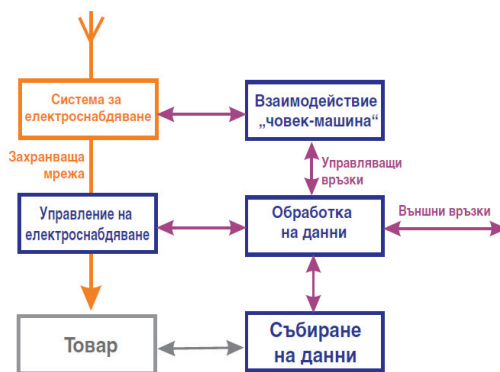 Система за
електроснабдяване
Взаимодействие
„човек-машина“
Захранваща
мрежа
Управляващи
връзки
Управление на
електроснабдяване
Обработка
на данни
Външни връзки
Товар
Събиране
на данни